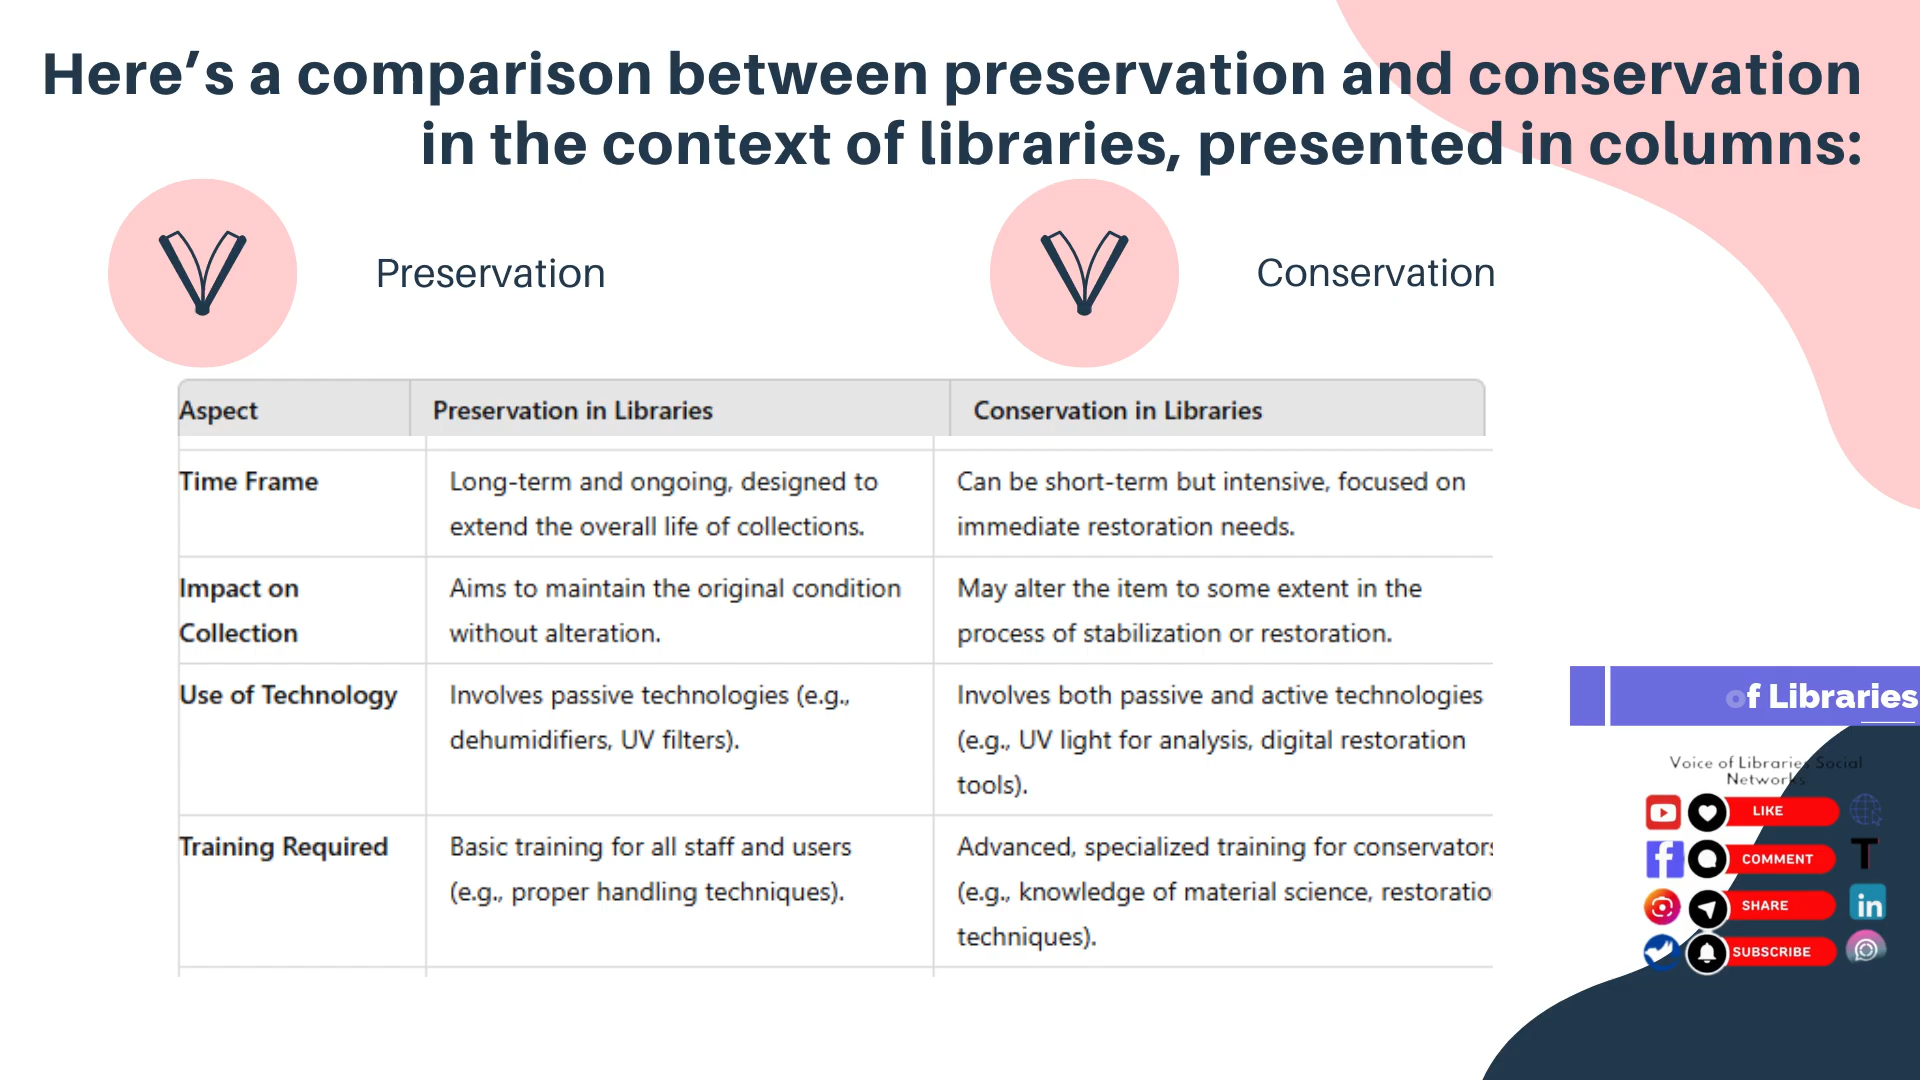 Here’s a comparison between preservation and conservation
in the context of libraries, presented in columns:
Preservation
Conservation
Aspect
Preservation in Libraries
Conservation in Libraries
Time Frame
Long-term and ongoing, designed to
extend the overall life of collections.
Can be short-term but intensive, focused on
immediate restoration needs.
Impact on
Collection
Aims to maintain the original condition
without alteration.
May alter the item to some extent in the
process of stabilization or restoration.
Use of Technology
Involves passive technologies (e.g.,
dehumidifiers, UV filters).
Involves both passive and active technologies
(e.g., UV light for analysis, digital restoration
tools).
Training Required
Basic training for all staff and users
(e.g., proper handling techniques).
Advanced, specialized training for conservators
(e.g., knowledge of material science, restoratio
techniques).
of Libraries
Voice of Libraries Social
Networks
LIKE
COMMENT
SHARE
SUBSCRIBE